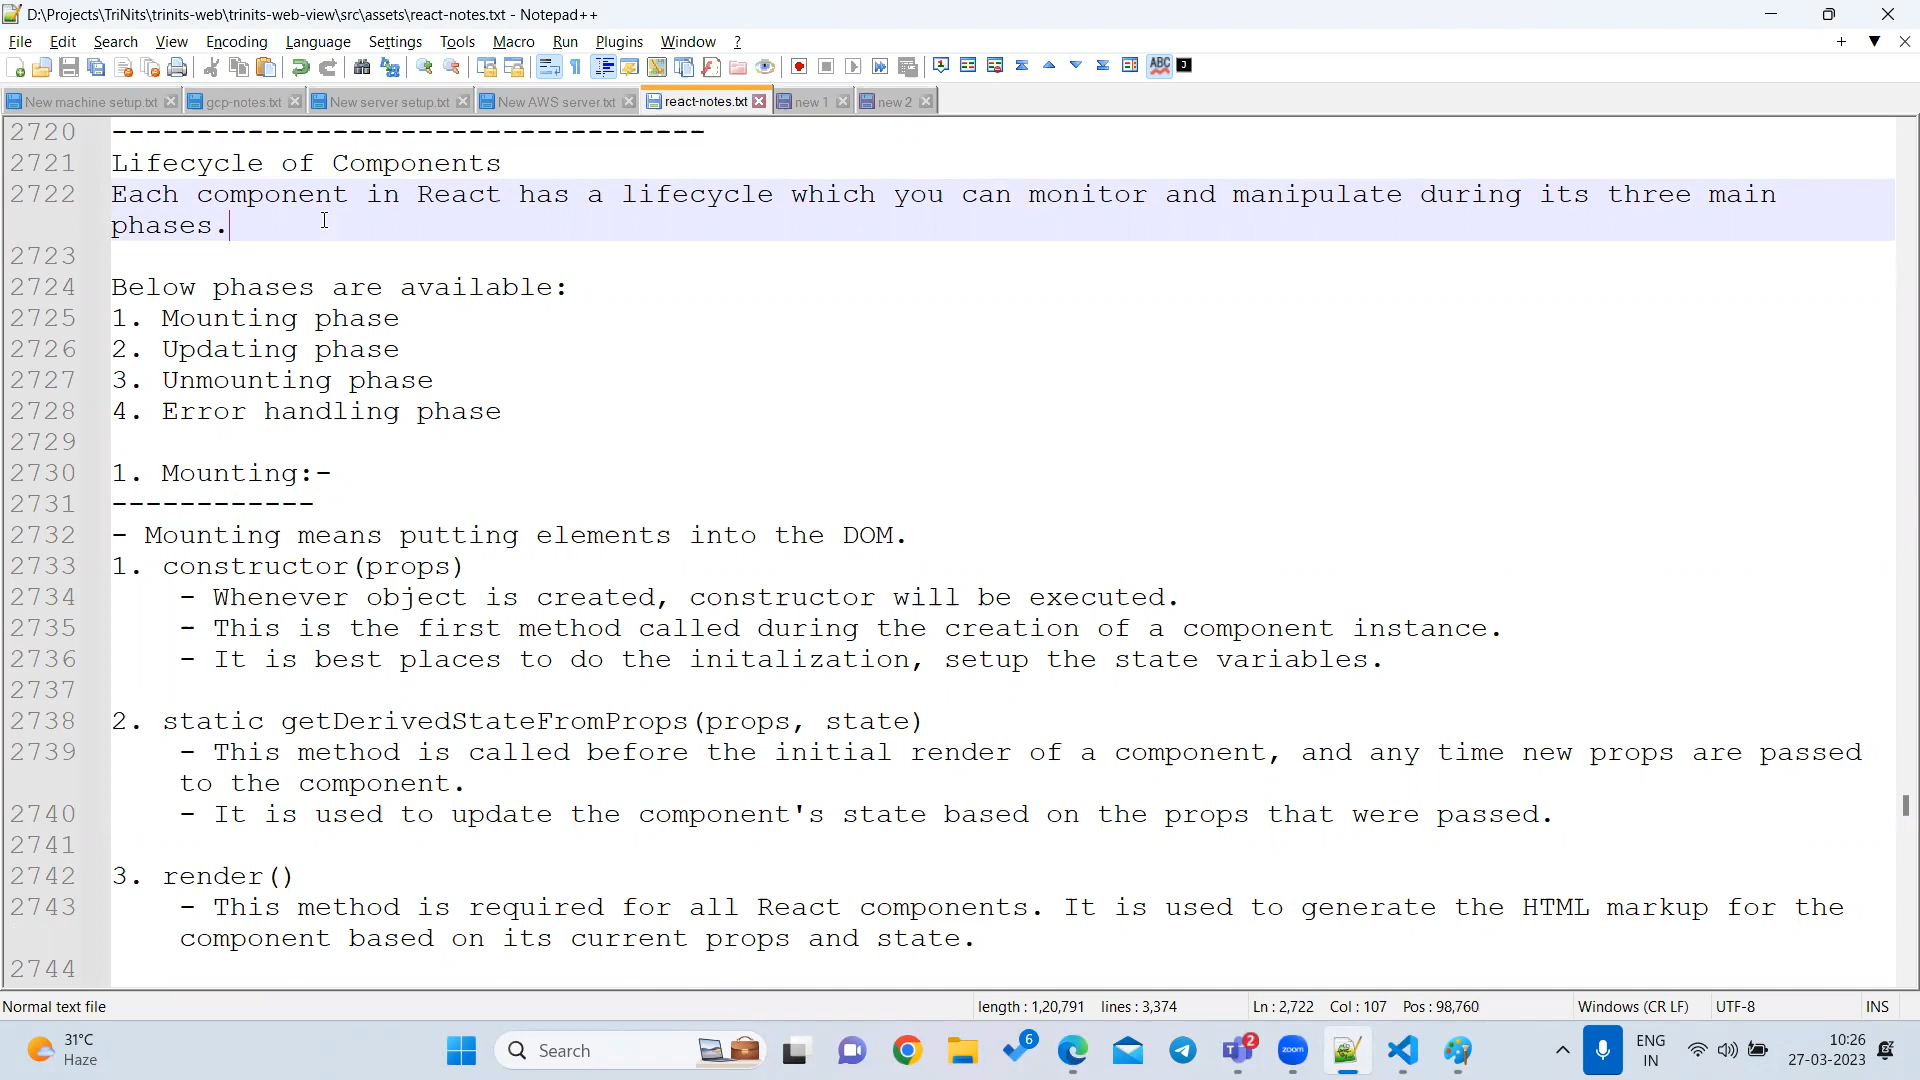 D:\Projects\TriNits\trinits-web\trinits-web-view\src\assets\react-notes.txt - Notepad++
File Edit Search View Encoding Language Settings Tools Macro Run Plugins Window ?
New machine setup.txt gcp-notes.txt New server setup.txt New AWS server.txt react-notes.txt new 1 new 2
2720 -----------------------------------
2721 Lifecycle of Components
2722 Each component in React has a lifecycle which you can monitor and manipulate during its three main
phases.
2723
2724 Below phases are available:
2725 1. Mounting phase
2726 2. Updating phase
2727 3. Unmounting phase
2728 4. Error handling phase
2729
2730 1. Mounting:-
2731 ------------
2732 - Mounting means putting elements into the DOM.
2733 1. constructor(props)
2734 - Whenever object is created, constructor will be executed.
2735 - This is the first method called during the creation of a component instance.
2736 - It is best places to do the initalization, setup the state variables.
2737
2738 2. static getDerivedStateFromProps(props, state)
2739 - This method is called before the initial render of a component, and any time new props are passed
to the component.
2740 - It is used to update the component's state based on the props that were passed.
2741
2742 3. render()
2743 - This method is required for all React components. It is used to generate the HTML markup for the
component based on its current props and state.
2744
Normal text file length : 1,20,791 lines : 3,374 Ln : 2,722 Col : 107 Pos : 98,760 Windows (CR LF) UTF-8 INS
31°C
Haze
Search
6
2
zoom
ENG
IN
10:26
27-03-2023